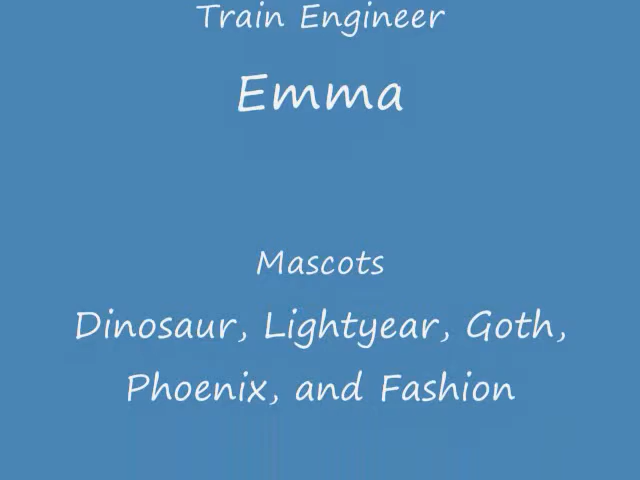 Train Engineer
Emma
Mascots
Dinosaur, Lightyear, Goth,
Phoenix, and Fashion